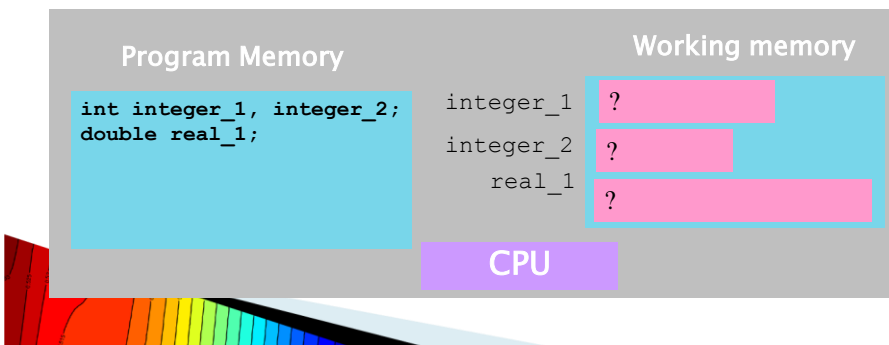 Program Memory
Working memory
int integer_1, integer_2;
double real_1;
integer_1 ?
integer_2 ?
real_1 ?
CPU